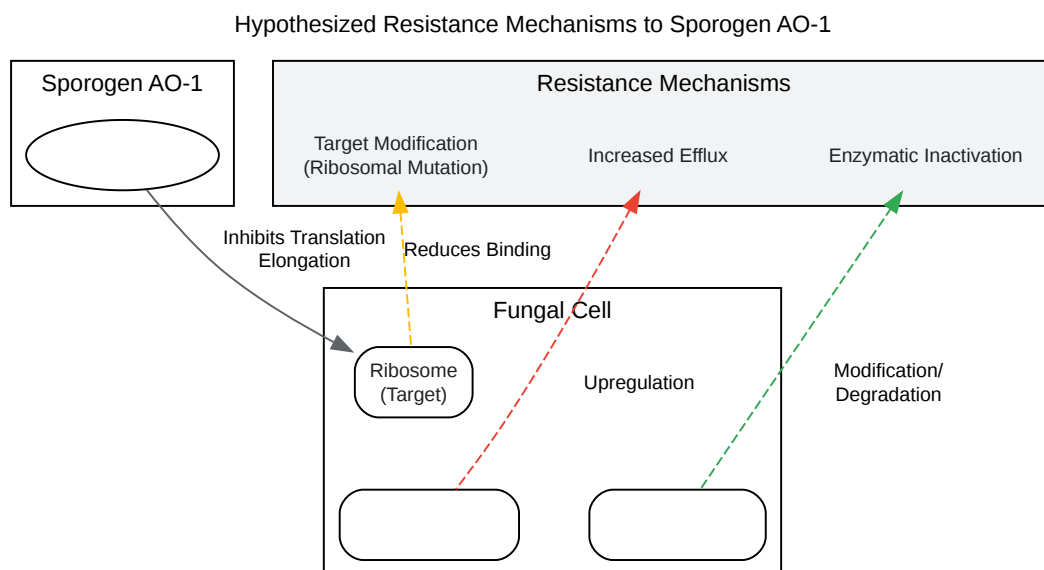 Hypothesized Resistance Mechanisms to Sporogen AO-1
Sporogen AO-1
Resistance Mechanisms
Target Modification
(Ribosomal Mutation)
Increased Efflux
Enzymatic Inactivation
Inhibits Translation
Elongation
Reduces Binding
Fungal Cell
Ribosome
(Target)
Upregulation
Modification/
Degradation